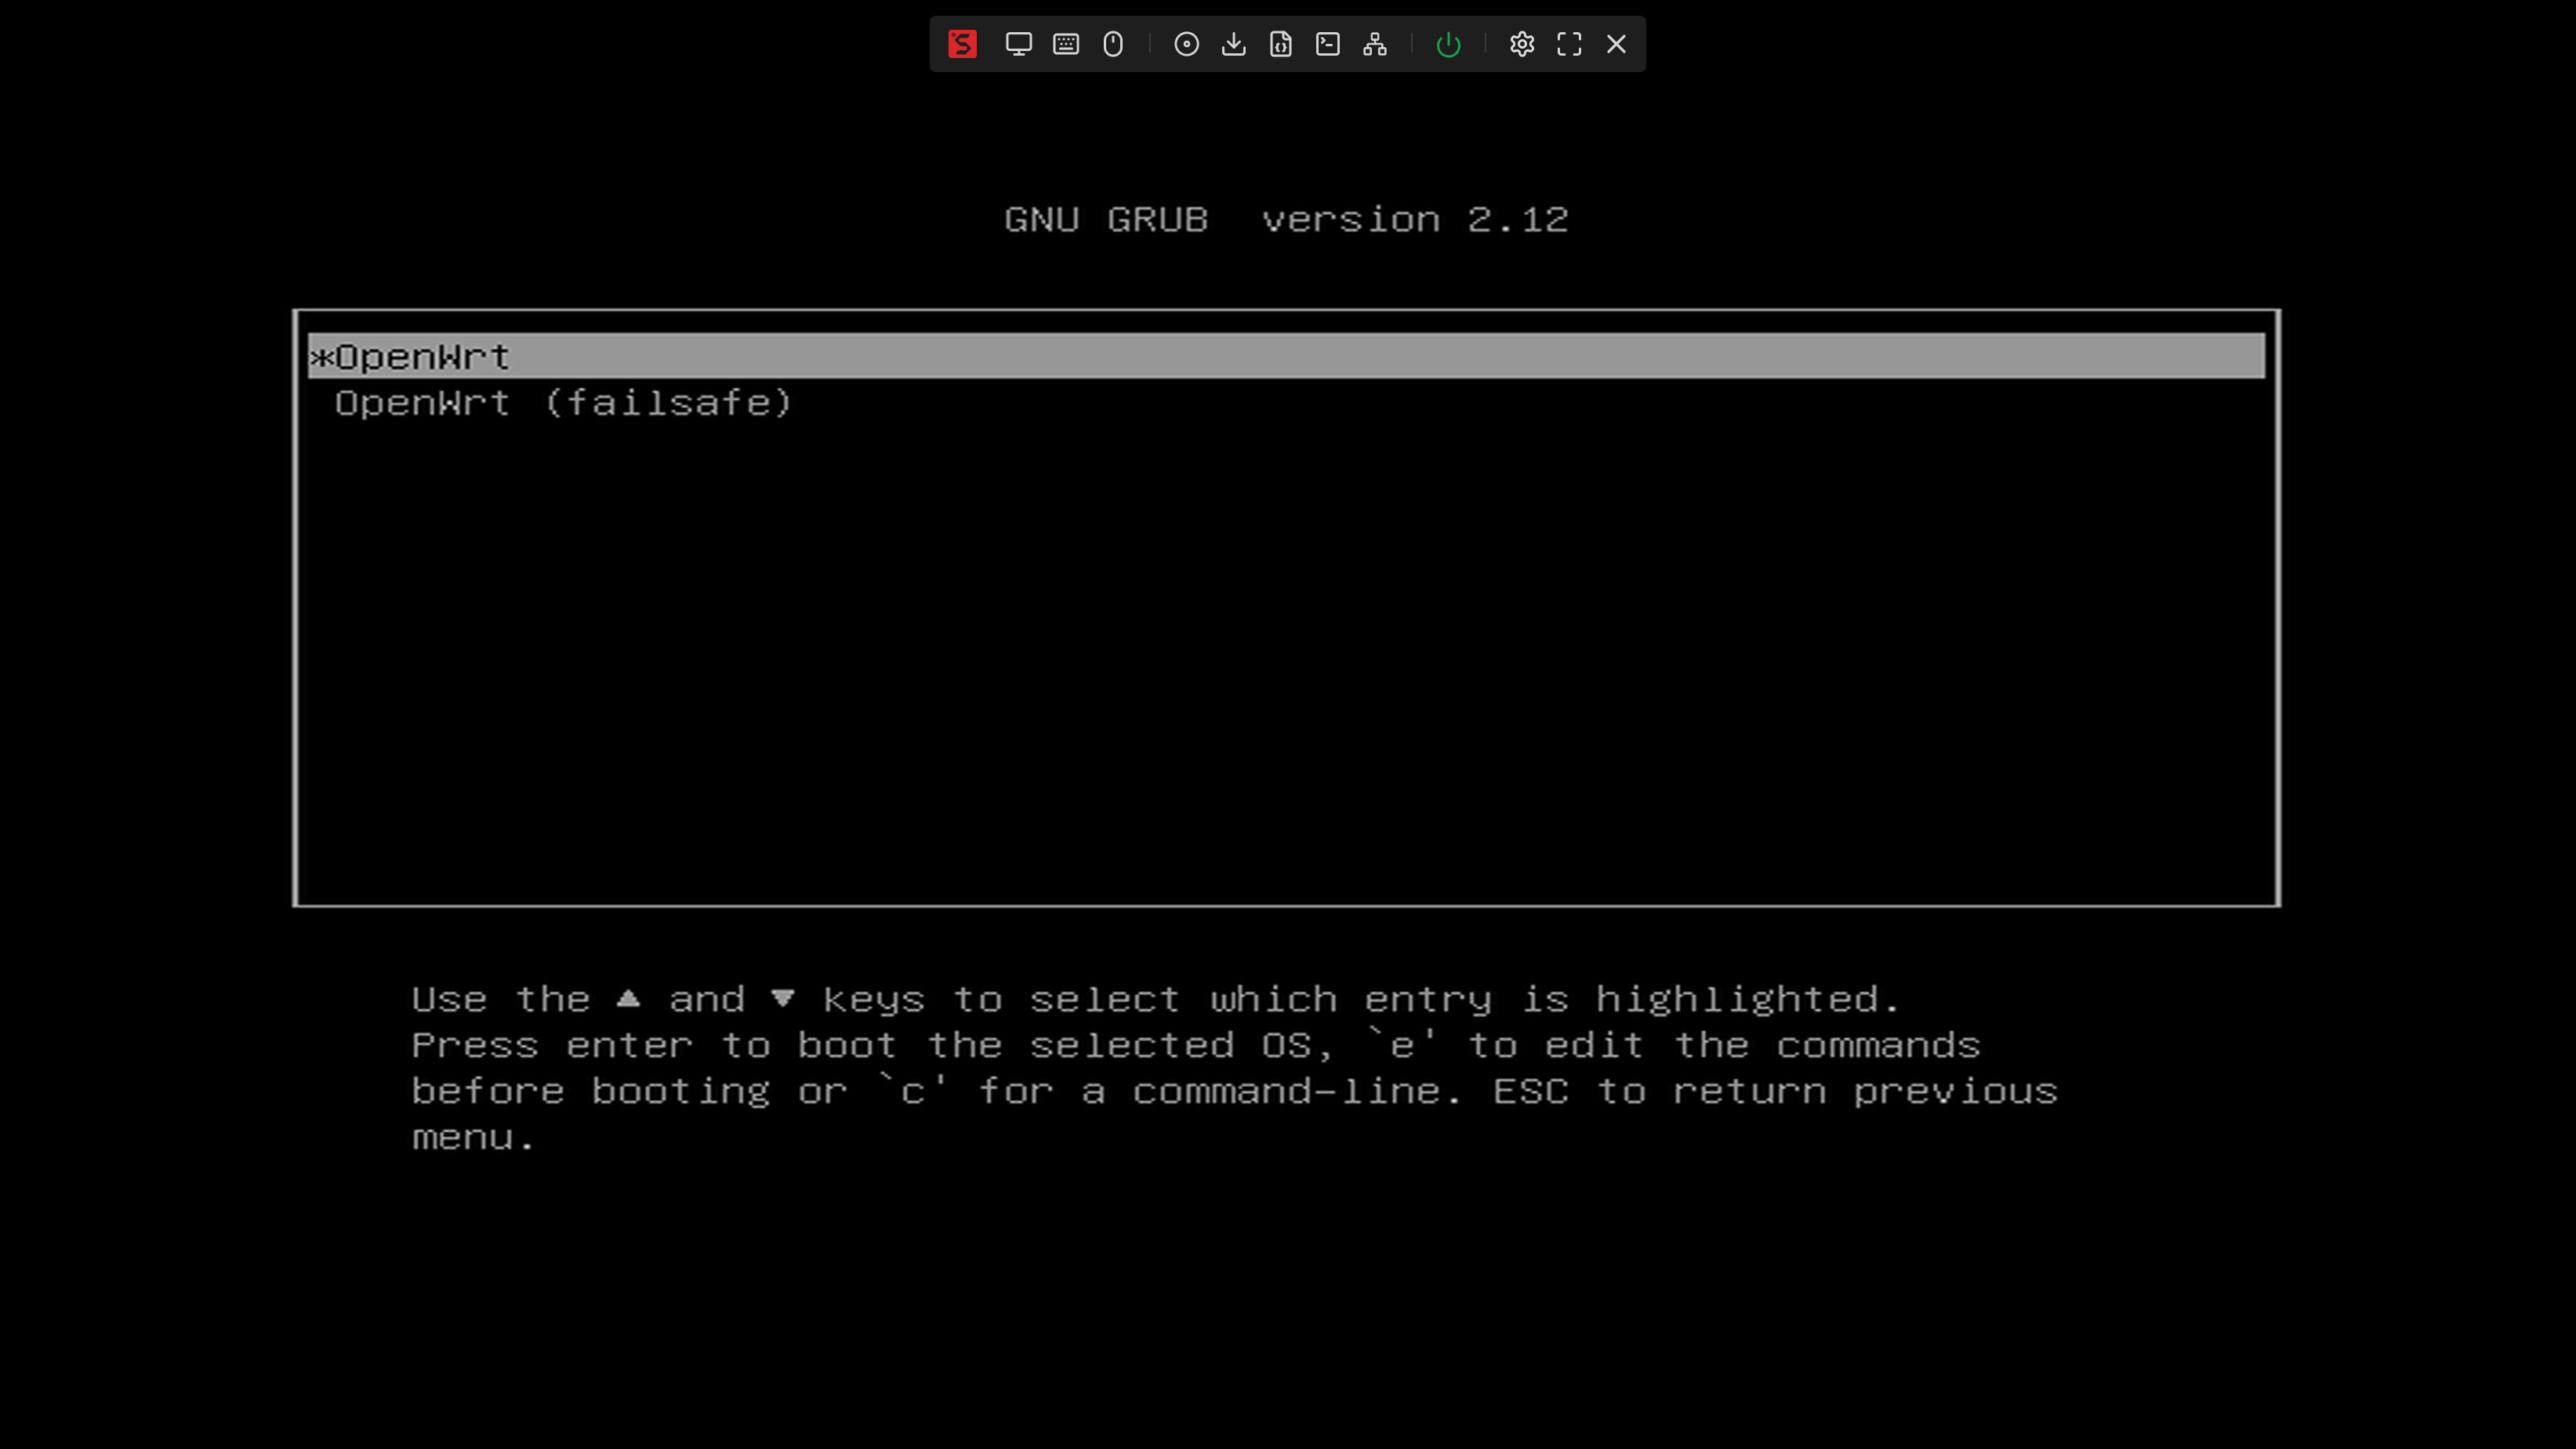 GNU GRUB  version 2.12
*OpenWrt
OpenWrt (failsafe)
Use the ▲ and ▼ keys to select which entry is highlighted.
Press enter to boot the selected OS, `e' to edit the commands
before booting or `c' for a command-line. ESC to return previous
menu.